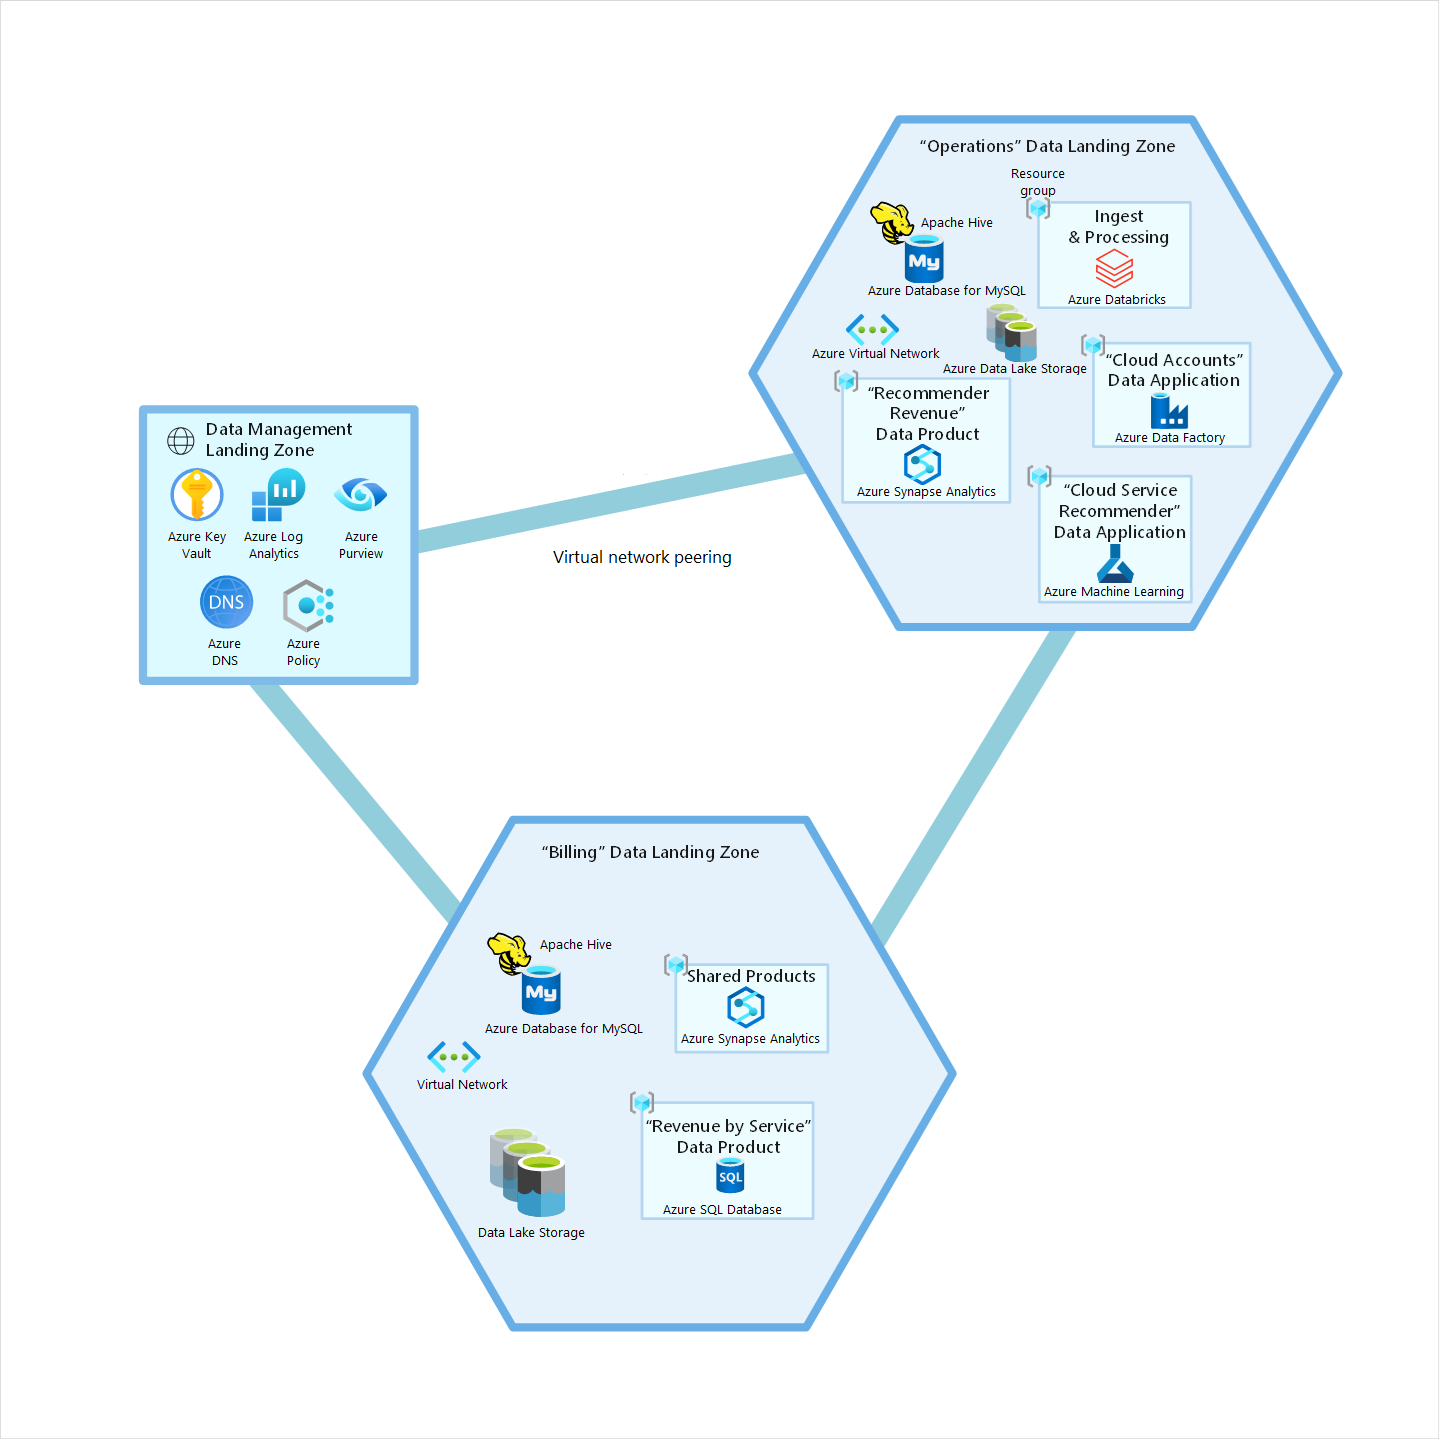 “Operations” Data Landing Zone
Resource
group
Apache Hive
My
Azure Database for MySQL
Ingest
& Processing
Azure Databricks
Azure Virtual Network
Azure Data Lake Storage
“Cloud Accounts”
Data Application
Azure Data Factory
“Recommender
Revenue”
Data Product
Azure Synapse Analytics
“Cloud Service
Recommender”
Data Application
Azure Machine Learning
Data Management
Landing Zone
Azure Key
Vault
Azure Log
Analytics
Azure
Purview
DNS
Azure
DNS
Azure
Policy
Virtual network peering
“Billing” Data Landing Zone
Apache Hive
My
Azure Database for MySQL
Shared Products
Azure Synapse Analytics
Virtual Network
“Revenue by Service”
Data Product
SQL
Azure SQL Database
Data Lake Storage